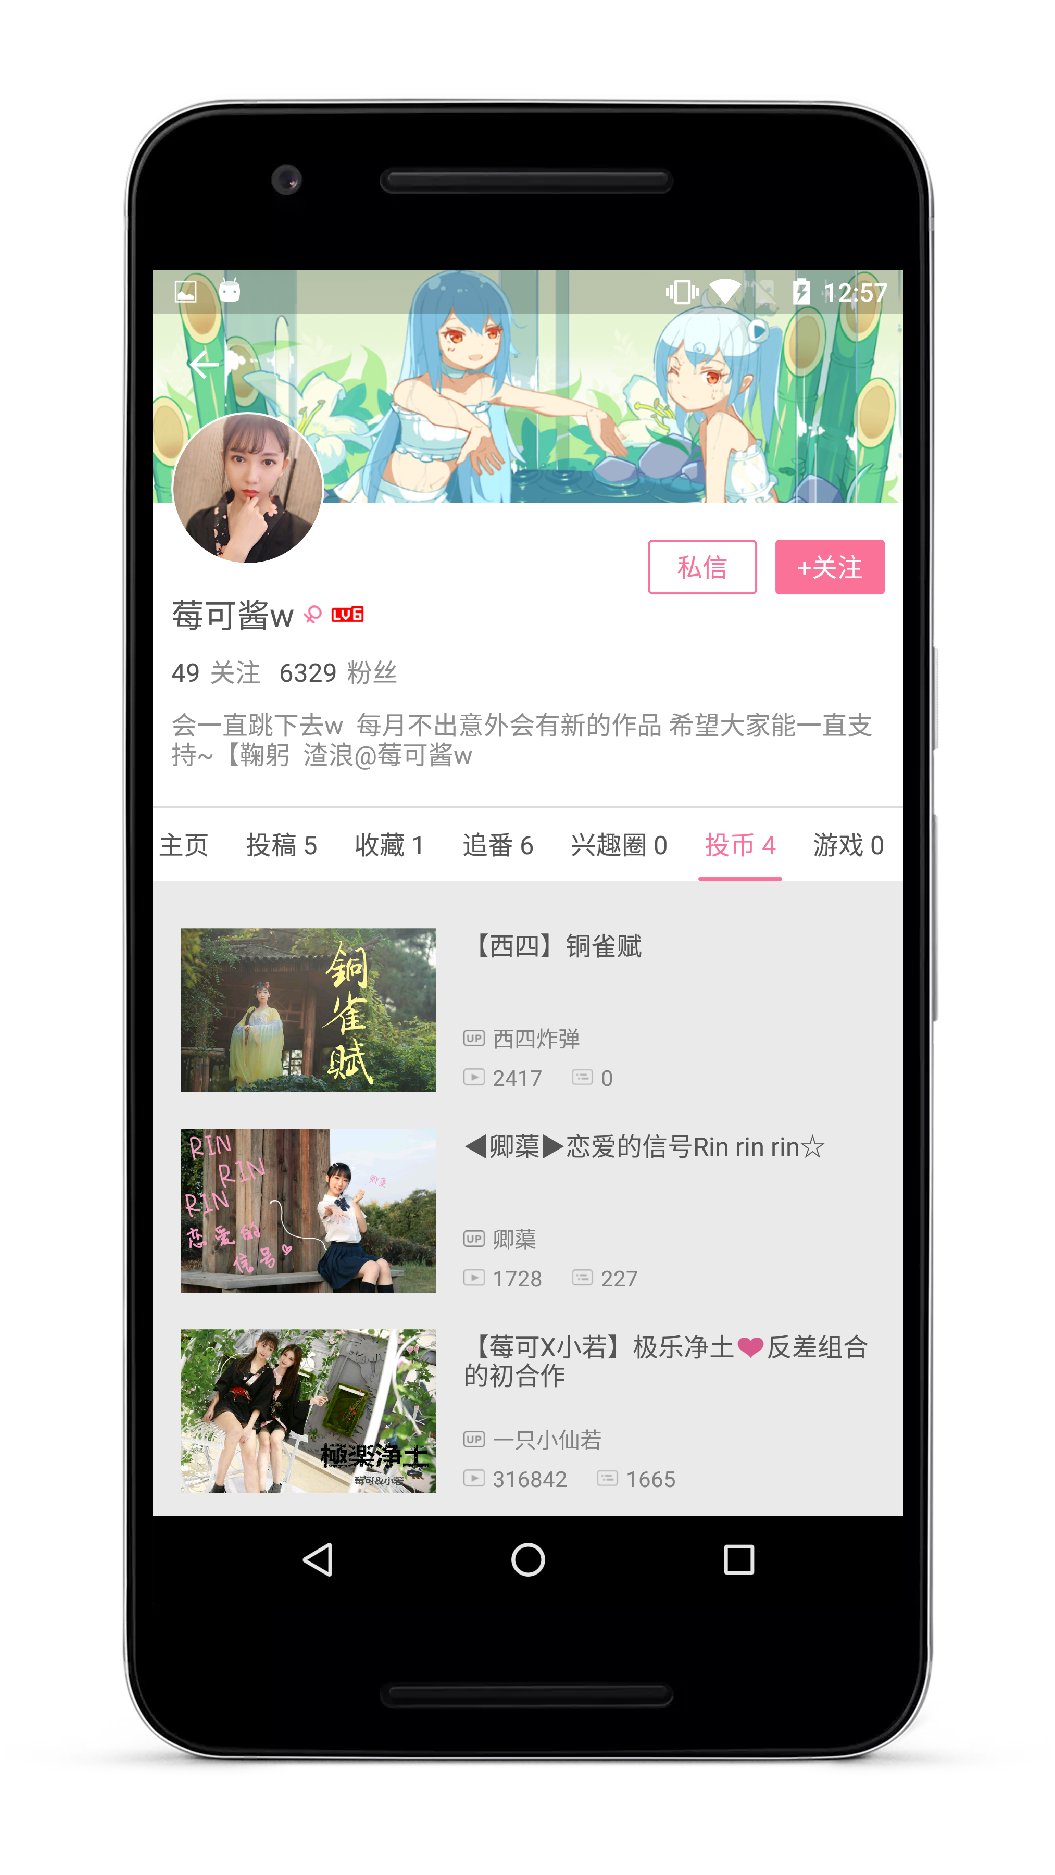 12:57
私信
+关注
莓可酱w LV6
49 关注 6329 粉丝
会一直跳下去w 每月不出意外会有新的作品 希望大家能一直支
持~【鞠躬 渣浪@莓可酱w
主页 投稿 5 收藏 1 追番 6 兴趣圈 0 投币 4 游戏 0
铜雀赋
【西四】铜雀赋
UP 西四炸弹
2417 0
RIN
RIN
RIN
恋爱的
信号
卿蕖
◀卿蕖▶恋爱的信号Rin rin rin☆
UP 卿蕖
1728 227
極楽浄土
莓可&小若
【莓可X小若】极乐净土❤反差组合
的初合作
UP 一只小仙若
316842 1665